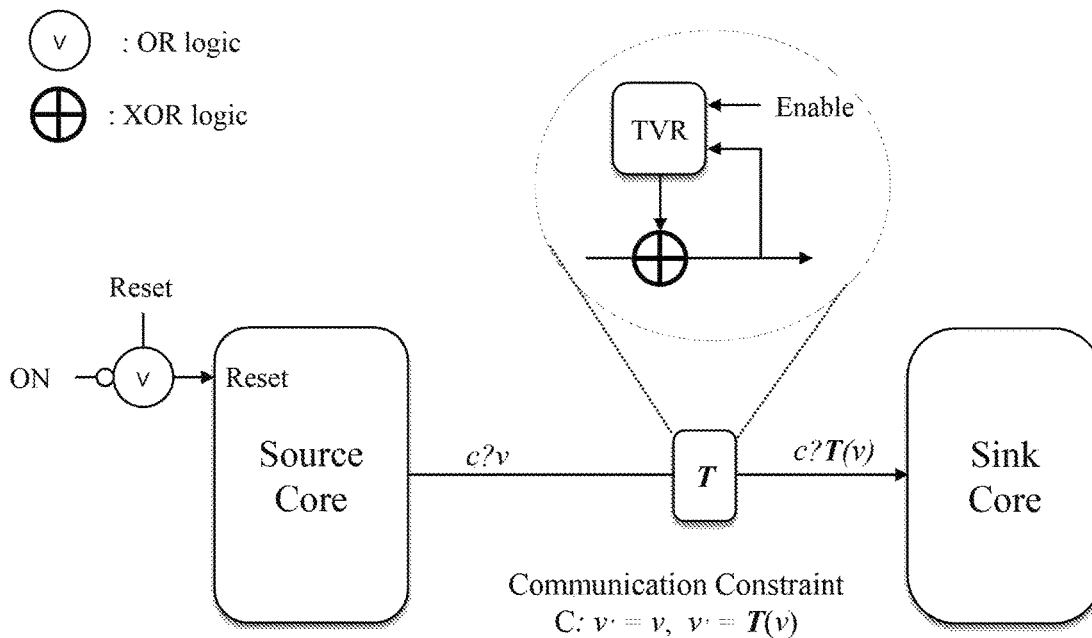 v : OR logic
: XOR logic
TVR
Enable
Reset
ON
v
Reset
Source
Core
c?v
T
c?T(v)
Sink
Core
Communication Constraint
C: v· = v, v· = T(v)